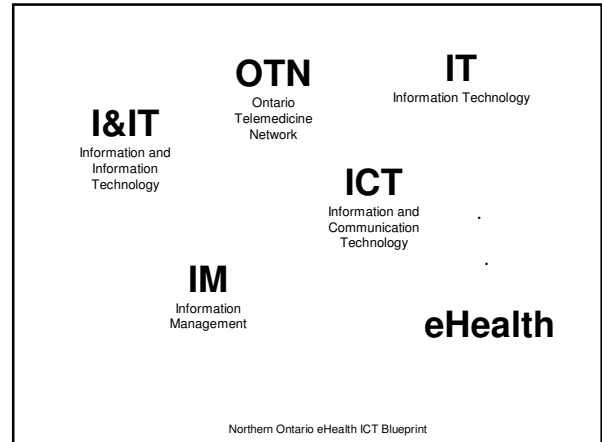 OTN
Ontario
Telemedicine
Network
IT
Information Technology
I&IT
Information and
Information
Technology
ICT
Information and
Communication
Technology
.
.
IM
Information
Management
eHealth
Northern Ontario eHealth ICT Blueprint